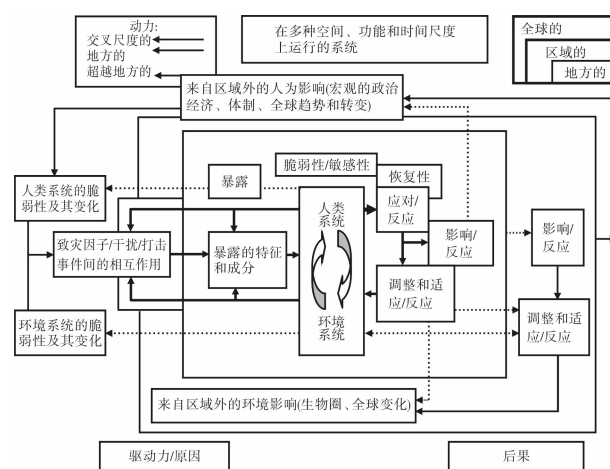 动力:
交叉尺度的
地方的
超越地方的
在多种空间、功能和时间尺度
上运行的系统
全球的
区域的
地方的
来自区域外的人为影响(宏观的政治
经济、体制、全球趋势和转变)
脆弱性/敏感性
暴露
恢复性
人类系统的脆
弱性及其变化
人类
系统
应对/
反应
影响/
反应
影响/
反应
致灾因子/干扰/打击
事件间的相互作用
暴露的特征
和成分
调整和适
应/反应
环境
系统
环境系统的脆
弱性及其变化
调整和适
应/反应
来自区域外的环境影响(生物圈、全球变化)
驱动力/原因
后果